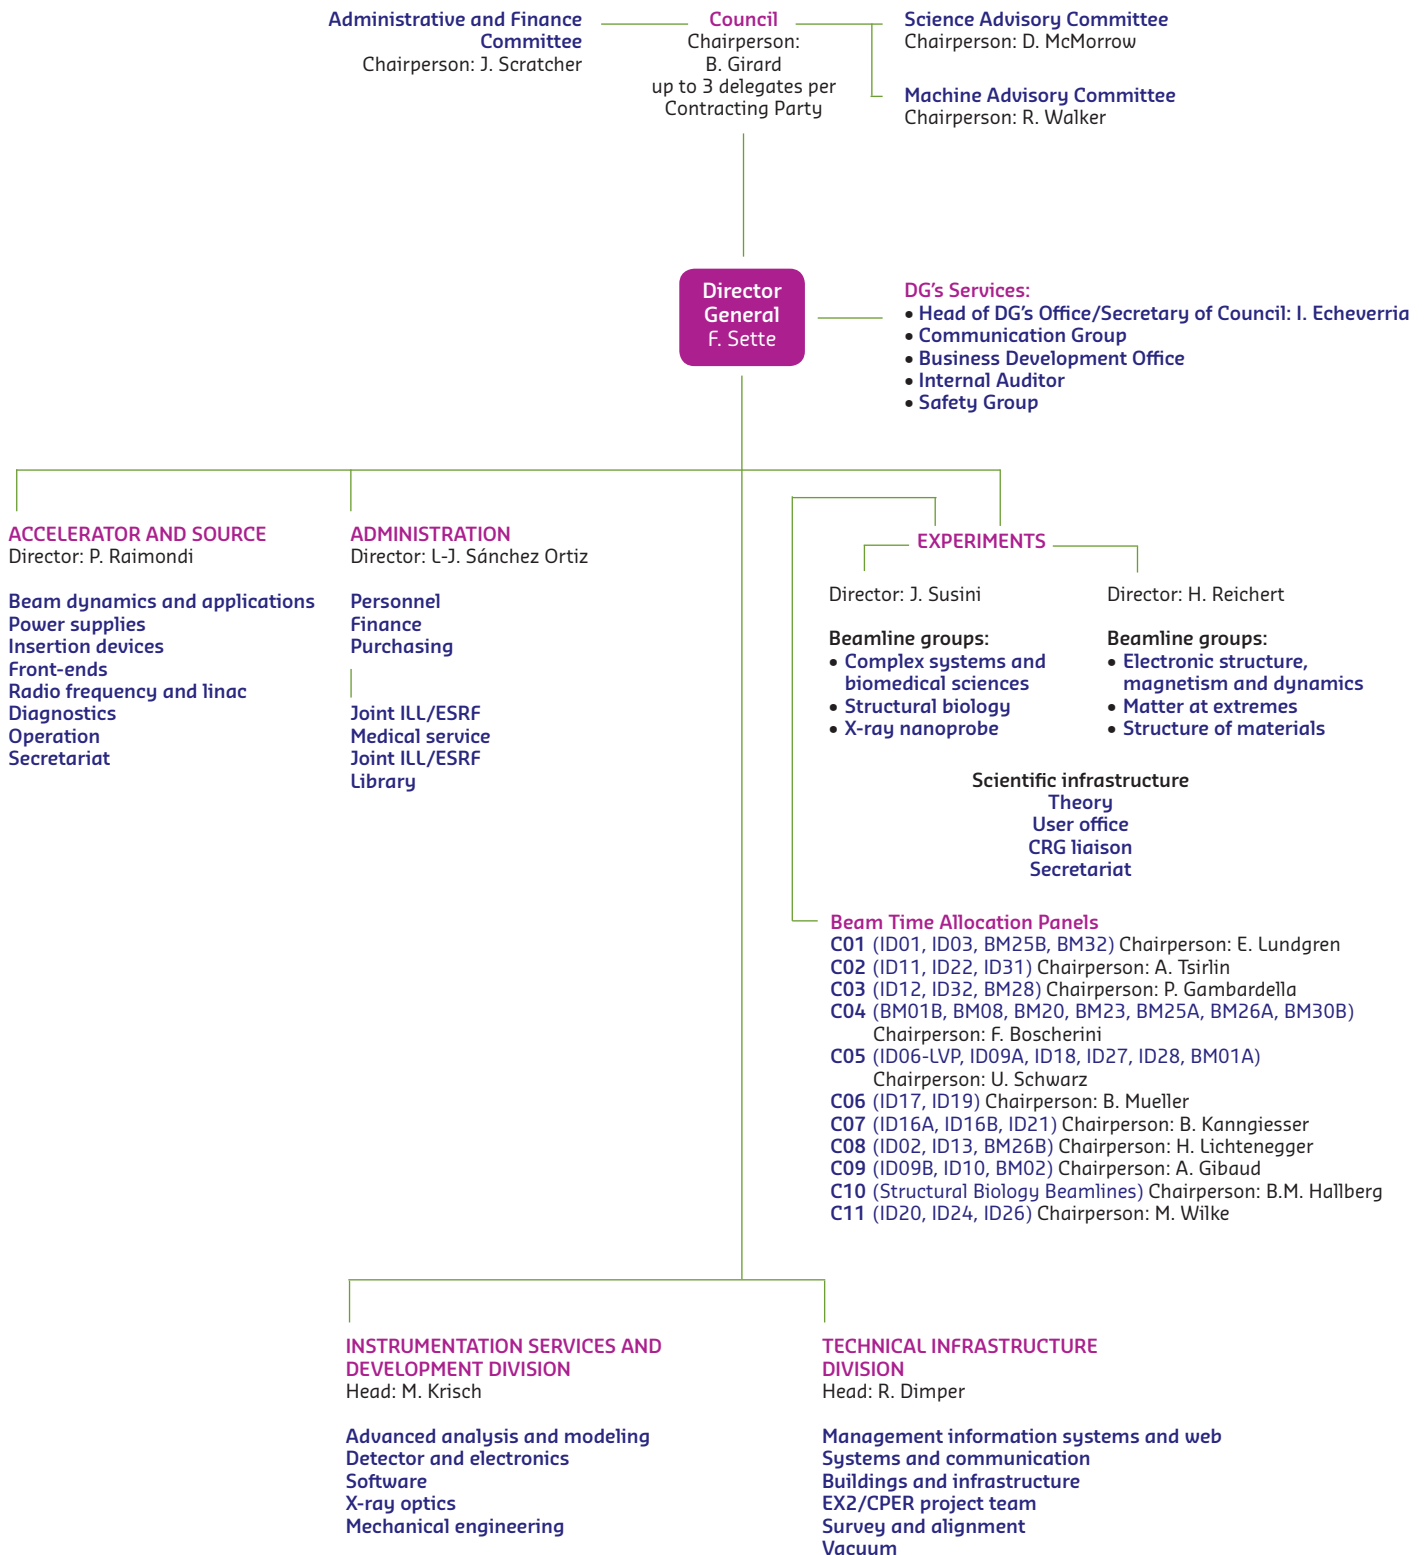 Administrative and Finance
Committee
Chairperson: J. Scratcher
Council
Chairperson:
B. Girard
up to 3 delegates per
Contracting Party
Science Advisory Committee
Chairperson: D. McMorrow
Machine Advisory Committee
Chairperson: R. Walker
Director
General
F. Sette
DG's Services:
• Head of DG's Office/Secretary of Council: I. Echeverria
• Communication Group
• Business Development Office
• Internal Auditor
• Safety Group
ACCELERATOR AND SOURCE
Director: P. Raimondi
Beam dynamics and applications
Power supplies
Insertion devices
Front-ends
Radio frequency and linac
Diagnostics
Operation
Secretariat
ADMINISTRATION
Director: L-J. Sánchez Ortiz
Personnel
Finance
Purchasing
Joint ILL/ESRF
Medical service
Joint ILL/ESRF
Library
EXPERIMENTS
Director: J. Susini
Beamline groups:
• Complex systems and
biomedical sciences
• Structural biology
• X-ray nanoprobe
Director: H. Reichert
Beamline groups:
• Electronic structure,
magnetism and dynamics
• Matter at extremes
• Structure of materials
Scientific infrastructure
Theory
User office
CRG liaison
Secretariat
Beam Time Allocation Panels
C01 (ID01, ID03, BM25B, BM32) Chairperson: E. Lundgren
C02 (ID11, ID22, ID31) Chairperson: A. Tsirlin
C03 (ID12, ID32, BM28) Chairperson: P. Gambardella
C04 (BM01B, BM08, BM20, BM23, BM25A, BM26A, BM30B)
Chairperson: F. Boscherini
C05 (ID06-LVP, ID09A, ID18, ID27, ID28, BM01A)
Chairperson: U. Schwarz
C06 (ID17, ID19) Chairperson: B. Mueller
C07 (ID16A, ID16B, ID21) Chairperson: B. Kanngiesser
C08 (ID02, ID13, BM26B) Chairperson: H. Lichtenegger
C09 (ID09B, ID10, BM02) Chairperson: A. Gibaud
C10 (Structural Biology Beamlines) Chairperson: B.M. Hallberg
C11 (ID20, ID24, ID26) Chairperson: M. Wilke
INSTRUMENTATION SERVICES AND
DEVELOPMENT DIVISION
Head: M. Krisch
Advanced analysis and modeling
Detector and electronics
Software
X-ray optics
Mechanical engineering
TECHNICAL INFRASTRUCTURE
DIVISION
Head: R. Dimper
Management information systems and web
Systems and communication
Buildings and infrastructure
EX2/CPER project team
Survey and alignment
Vacuum